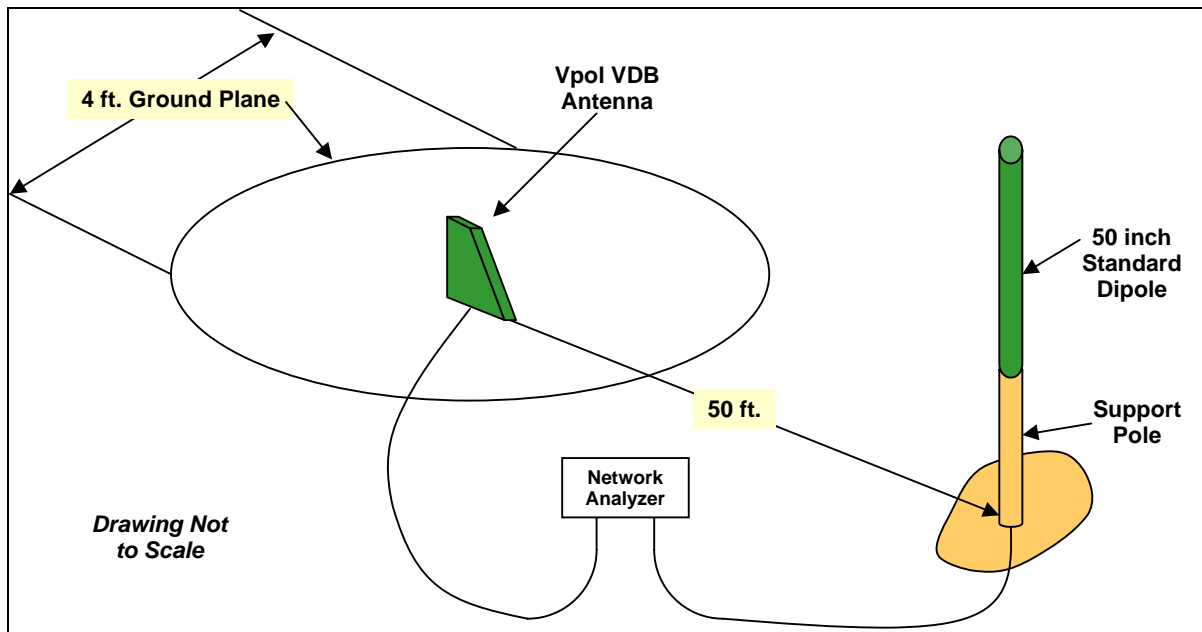 Vpol VDB
Antenna
4 ft. Ground Plane
50 inch
Standard
Dipole
50 ft.
Support
Pole
Network
Analyzer
Drawing Not
to Scale